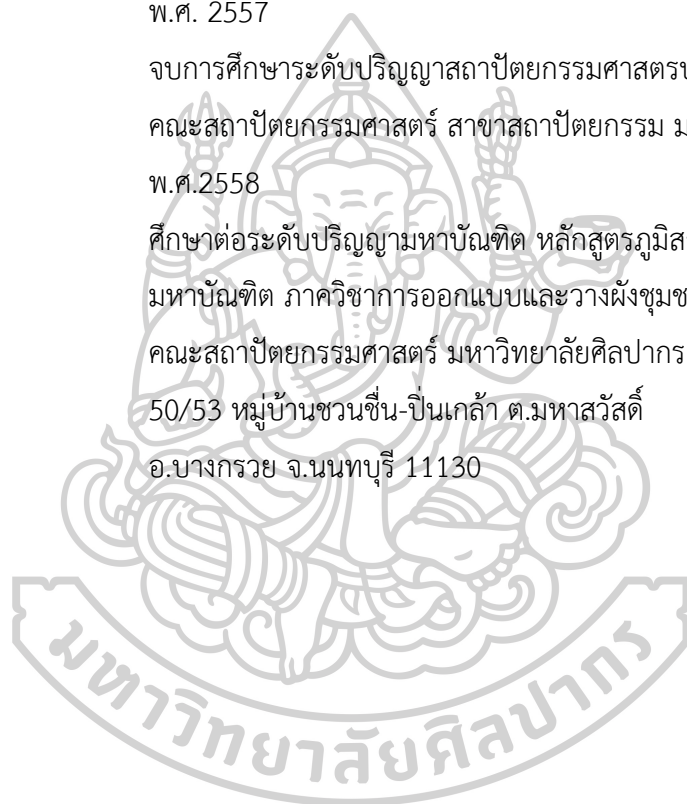 พ.ศ. 2557
จบการศึกษาระดับปริญญาสถาปัตยกรรมศาสตร
คณะสถาปัตยกรรมศาสตร์ สาขาสถาปัตยกรรม ม
พ.ศ.2558
ศึกษาต่อระดับปริญญามหาบัณฑิต หลักสูตรภูมิส
มหาบัณฑิต ภาควิชาการออกแบบและวางผังชุมช
คณะสถาปัตยกรรมศาสตร์ มหาวิทยาลัยศิลปากร
50/53 หมู่บ้านชวนชื่น-ปิ่นเกล้า ต.มหาสวัสดิ์
อ.บางกรวย จ.นนทบุรี 11130
มหาวิทยาลัยศิลปากร